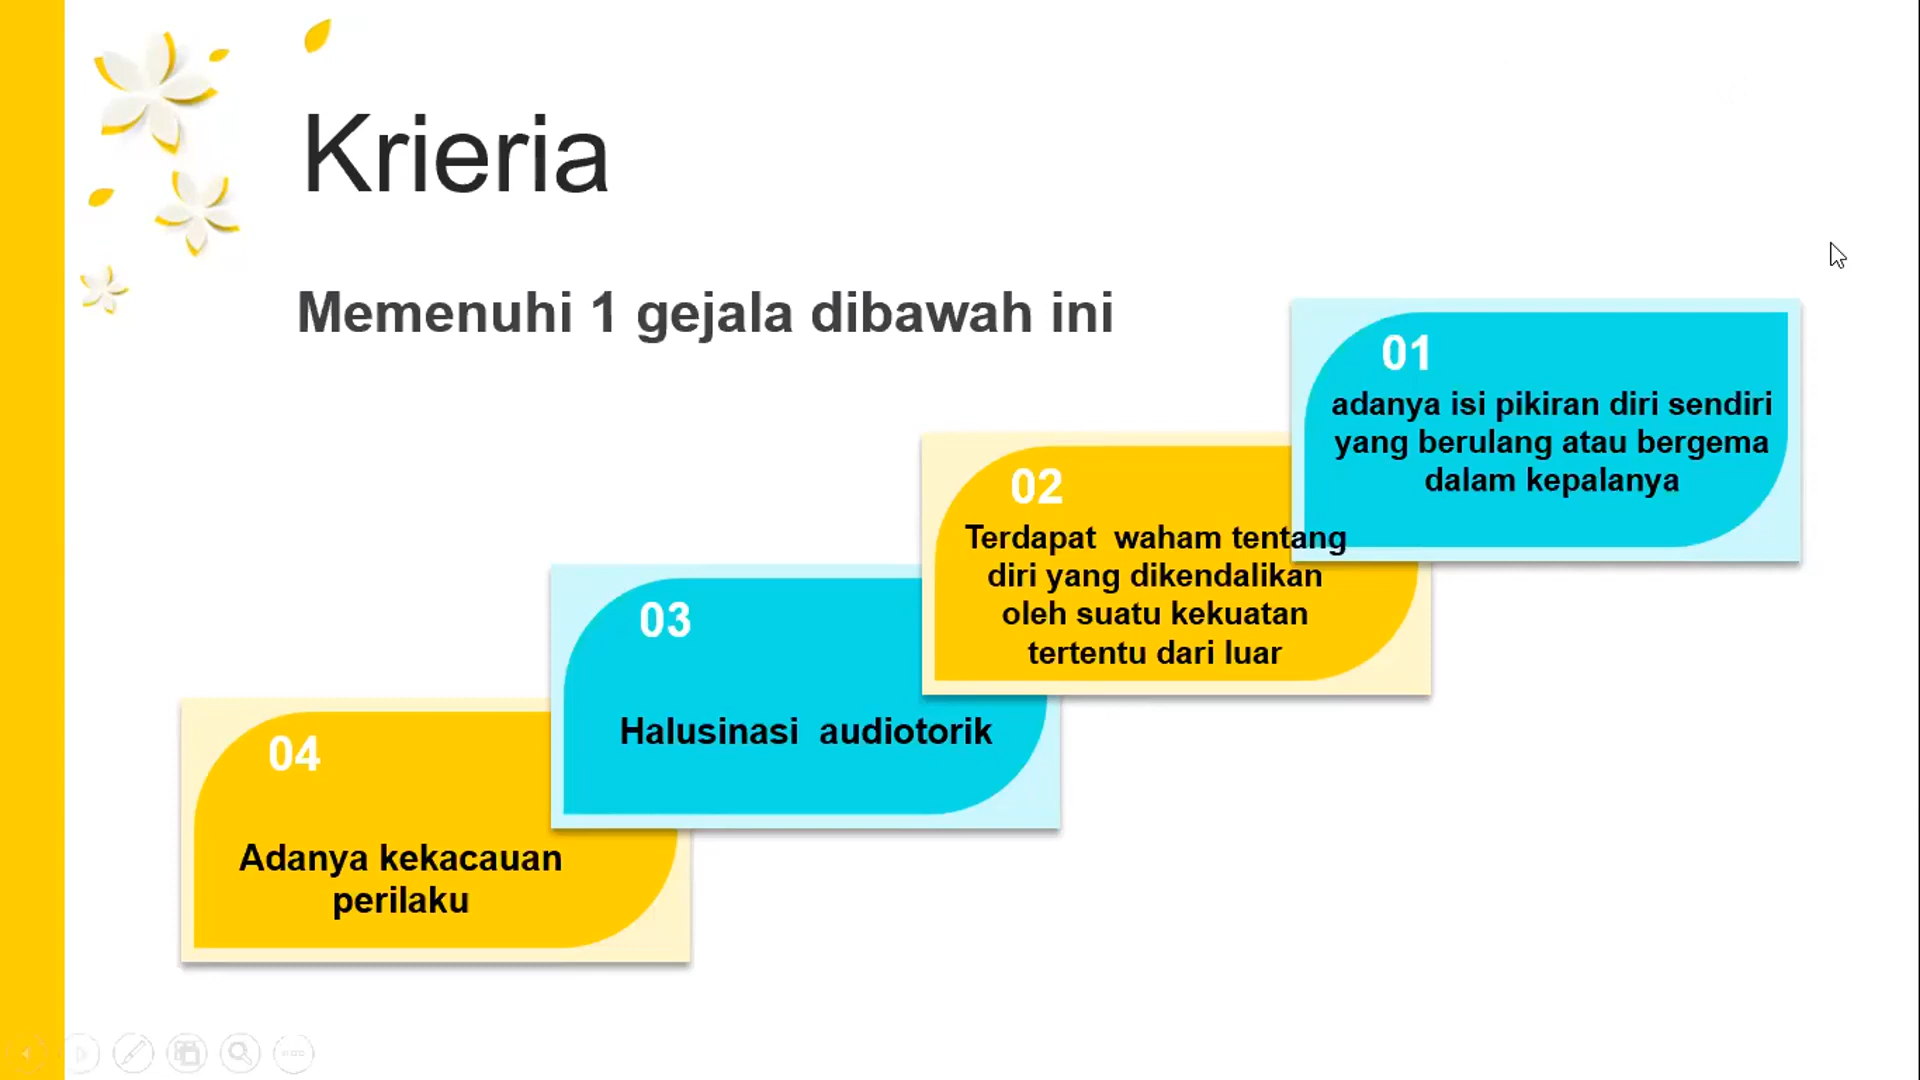 Krieria
Memenuhi 1 gejala dibawah ini
01
adanya isi pikiran diri sendiri
yang berulang atau bergema
dalam kepalanya
02
Terdapat  waham tentang
diri yang dikendalikan
oleh suatu kekuatan
tertentu dari luar
03
Halusinasi  audiotorik
04
Adanya kekacauan
perilaku